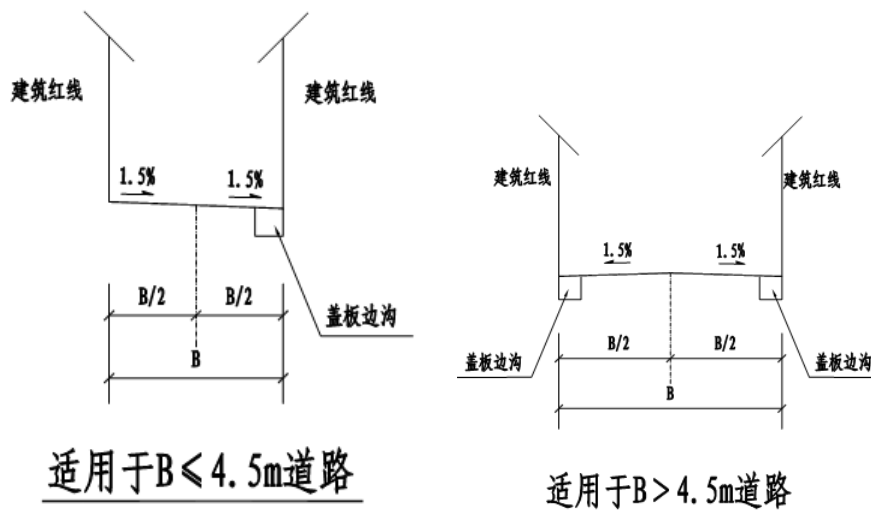 建筑红线
建筑红线
1.5%
1.5%
B/2
B/2
盖板边沟
B
适用于B≤4.5m道路
建筑红线
建筑红线
1.5%
1.5%
B/2
B/2
盖板边沟
盖板边沟
B
适用于B>4.5m道路